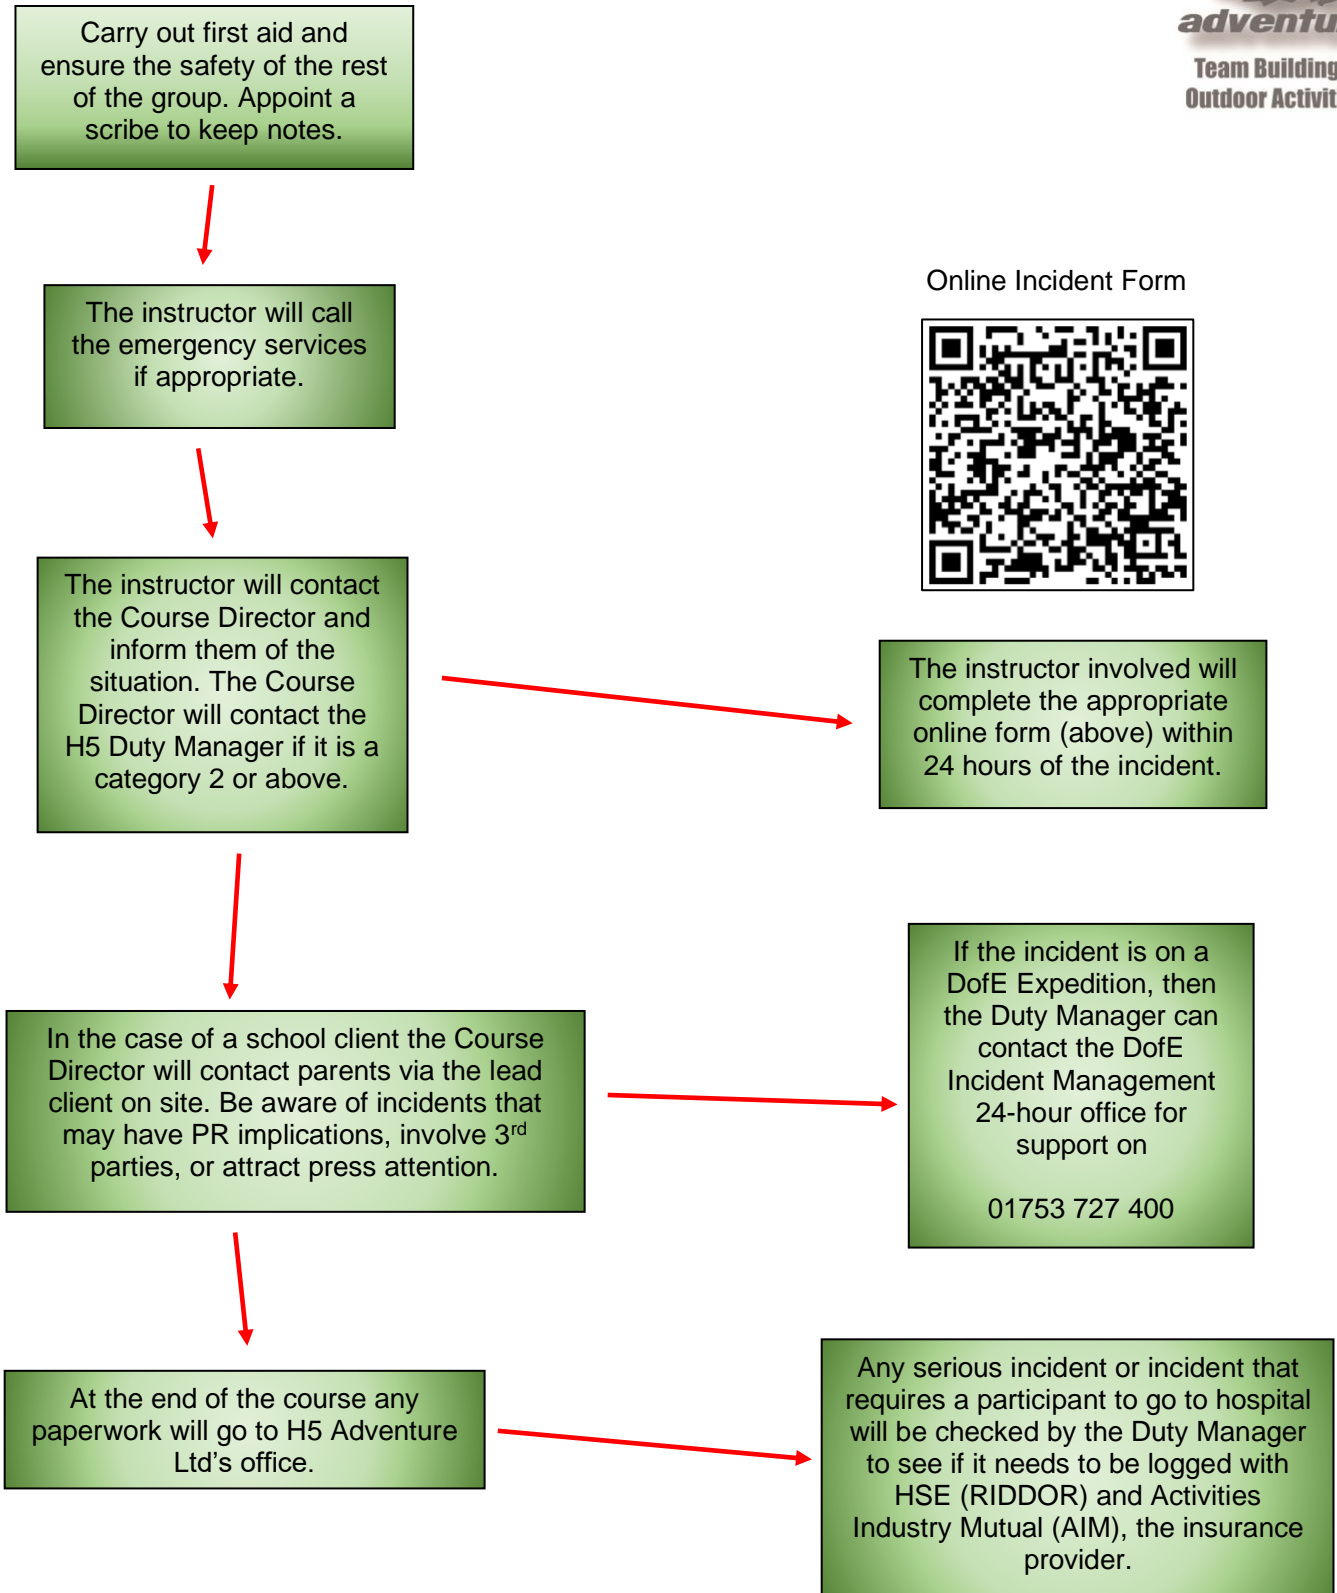 Carry out first aid and
ensure the safety of the rest
of the group. Appoint a
scribe to keep notes.
Team Building
Outdoor Activit
The instructor will call
the emergency services
if appropriate.
Online Incident Form
The instructor will contact
the Course Director and
inform them of the
situation. The Course
Director will contact the
H5 Duty Manager if it is a
category 2 or above.
The instructor involved will
complete the appropriate
online form (above) within
24 hours of the incident.
In the case of a school client the Course
Director will contact parents via the lead
client on site. Be aware of incidents that
may have PR implications, involve 3rd
parties, or attract press attention.
If the incident is on a
DofE Expedition, then
the Duty Manager can
contact the DofE
Incident Management
24-hour office for
support on
01753 727 400
At the end of the course any
paperwork will go to H5 Adventure
Ltd’s office.
Any serious incident or incident that
requires a participant to go to hospital
will be checked by the Duty Manager
to see if it needs to be logged with
HSE (RIDDOR) and Activities
Industry Mutual (AIM), the insurance
provider.